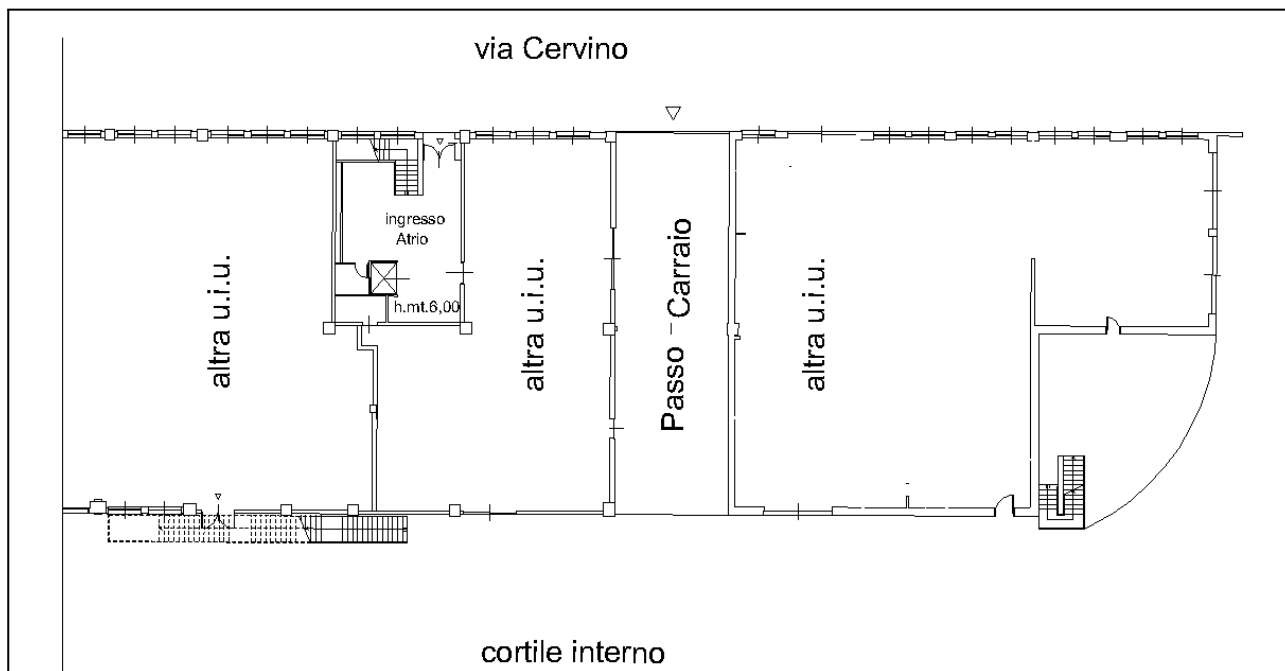 via Cervino
ingresso
Atrio
h.mt.6,00
altra u.i.u.
altra u.i.u.
Passo - Carraio
altra u.i.u.
cortile interno